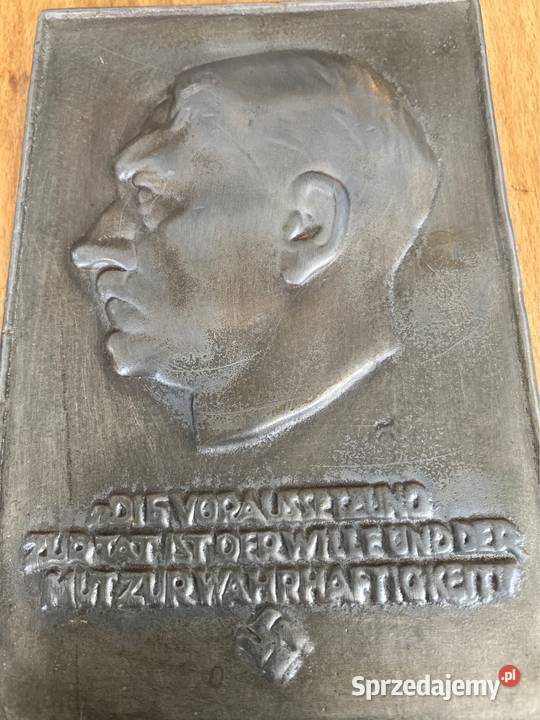 "DIE VORAUSSETZUNG
ZUR TAT IST DER WILLE UND DER
MUT ZUR WAHRHAFTIGKEIT"
Sprzedajemy.pl